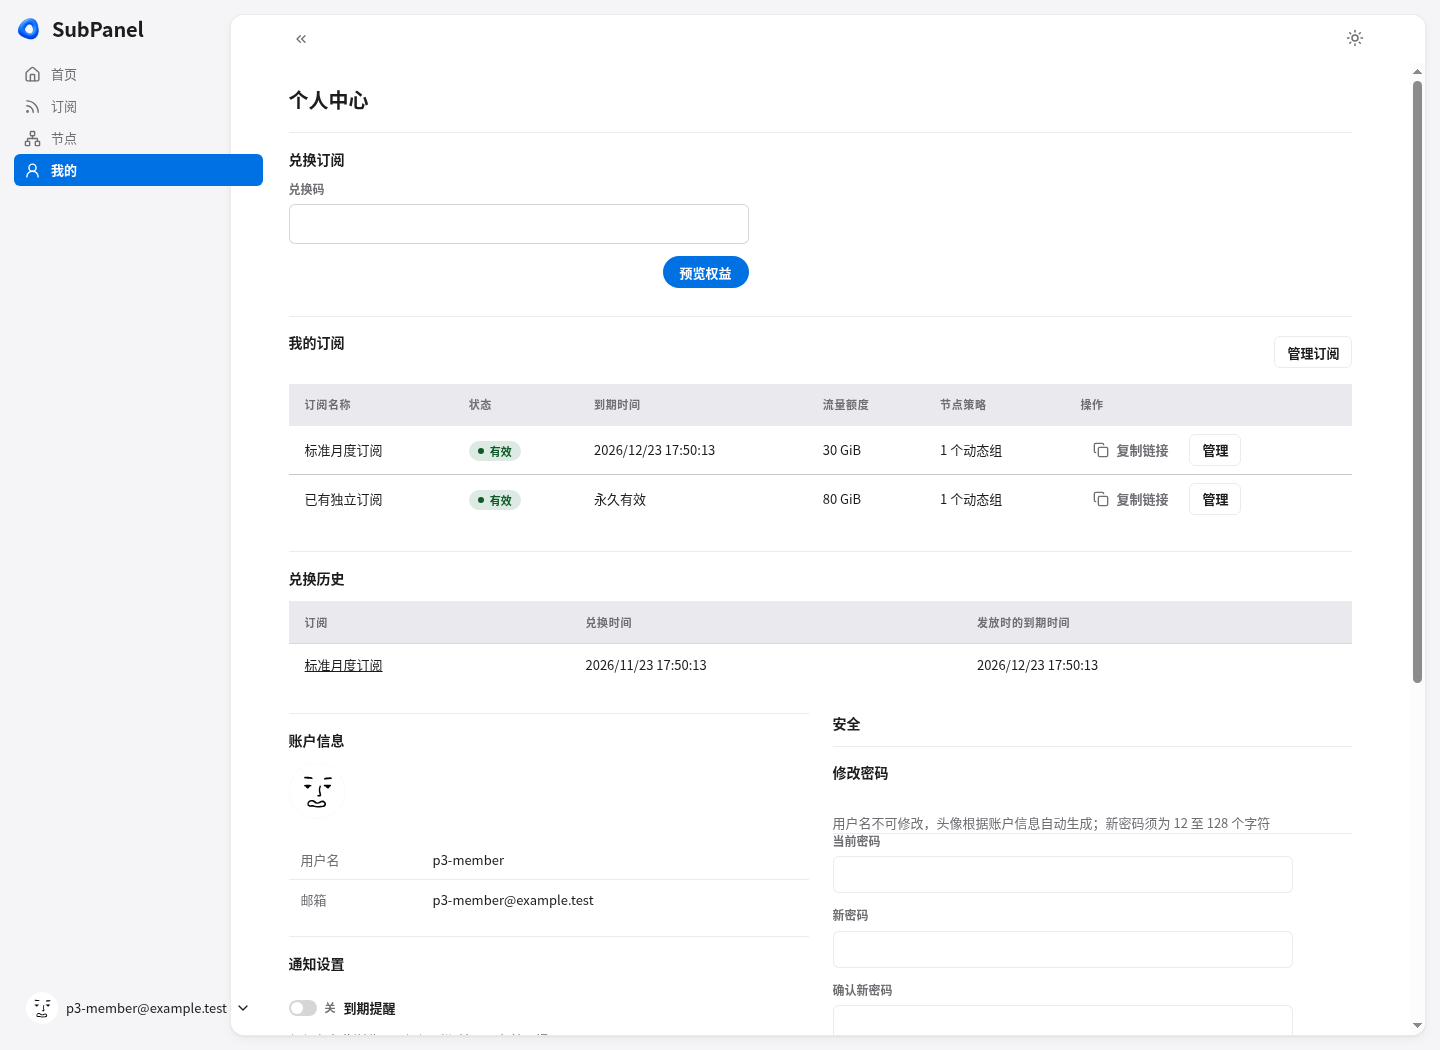 SubPanel
首页
订阅
节点
我的
个人中心
兑换订阅
兑换码
预览权益
我的订阅
管理订阅
订阅名称 状态 到期时间 流量额度 节点策略 操作
标准月度订阅 有效 2026/12/23 17:50:13 30 GiB 1 个动态组 复制链接 管理
已有独立订阅 有效 永久有效 80 GiB 1 个动态组 复制链接 管理
兑换历史
订阅 兑换时间 发放时的到期时间
标准月度订阅 2026/11/23 17:50:13 2026/12/23 17:50:13
账户信息
用户名 p3-member
邮箱 p3-member@example.test
通知设置
关 到期提醒
安全
修改密码
用户名不可修改，头像根据账户信息自动生成；新密码须为 12 至 128 个字符
当前密码
新密码
确认新密码
p3-member@example.test